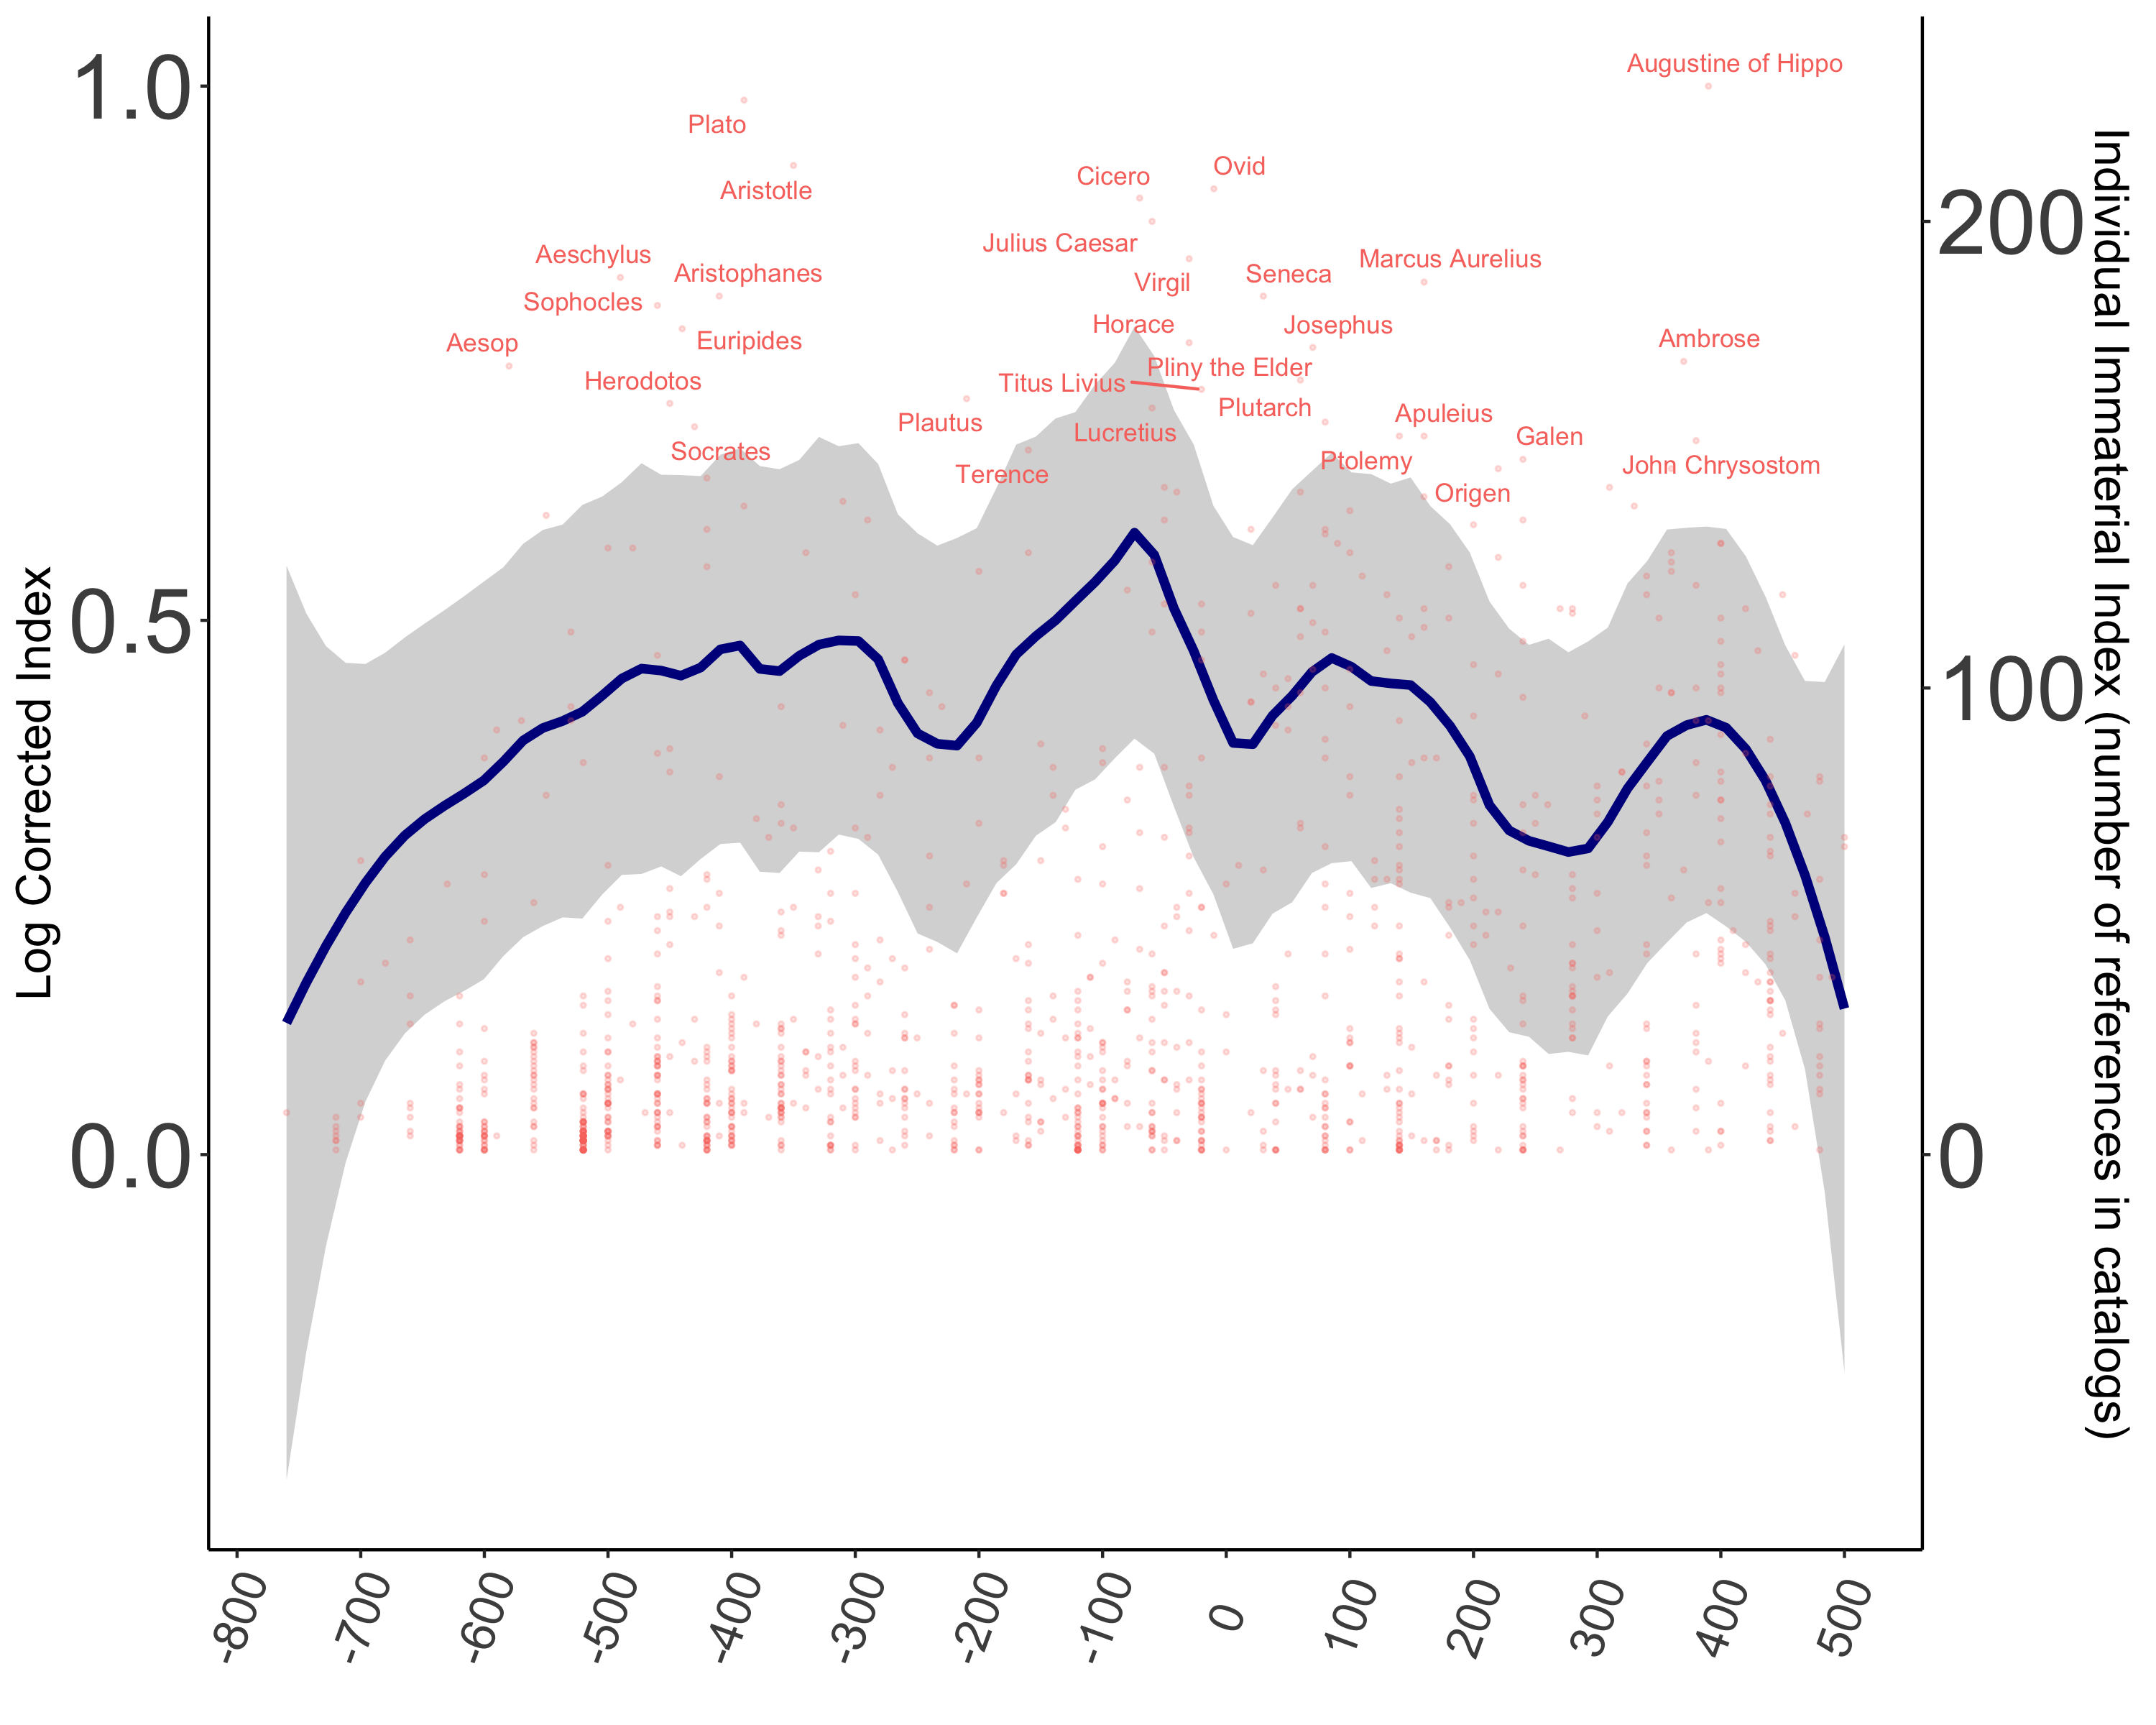 Augustine of Hippo
1.0
Plato
Ovid
Cicero
Aristotle
200
Julius Caesar
Aeschylus
Marcus Aurelius
Aristophanes
Seneca
Virgil
Sophocles
Horace
Josephus
Euripides
Ambrose
Aesop
Pliny the Elder
Herodotos
Titus Livius
Plutarch
Apuleius
Plautus
Lucretius
Galen
Socrates
Ptolemy
John Chrysostom
Terence
Origen
Log Corrected Index
0.5
100
Individual Immaterial Index (number of references in catalogs)
0.0
0
-800
-700
-600
-500
-400
-300
-200
-100
0
100
200
300
400
500